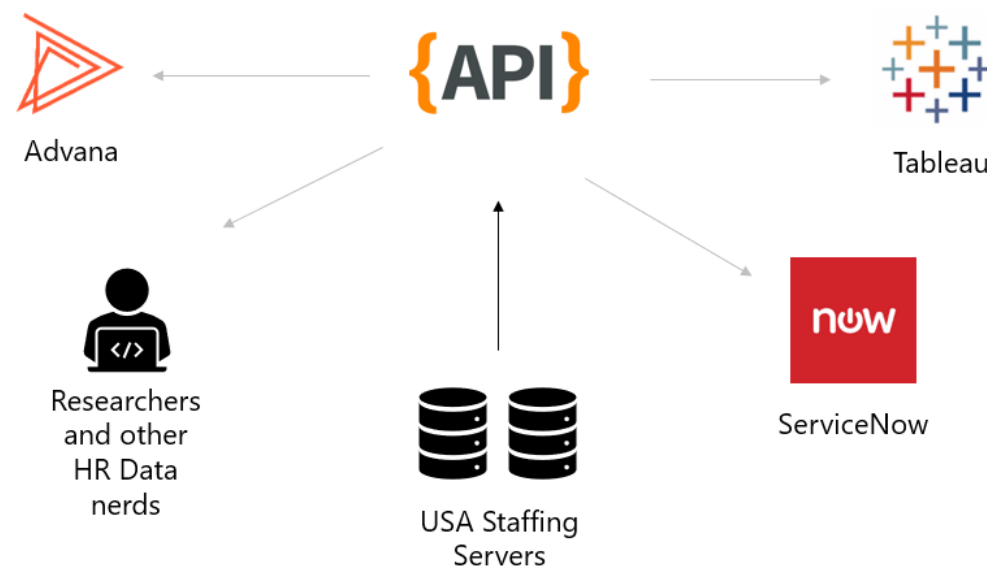 {API}
Advana
Tableau
</>
now
Researchers
and other
HR Data
nerds
ServiceNow
USA Staffing
Servers